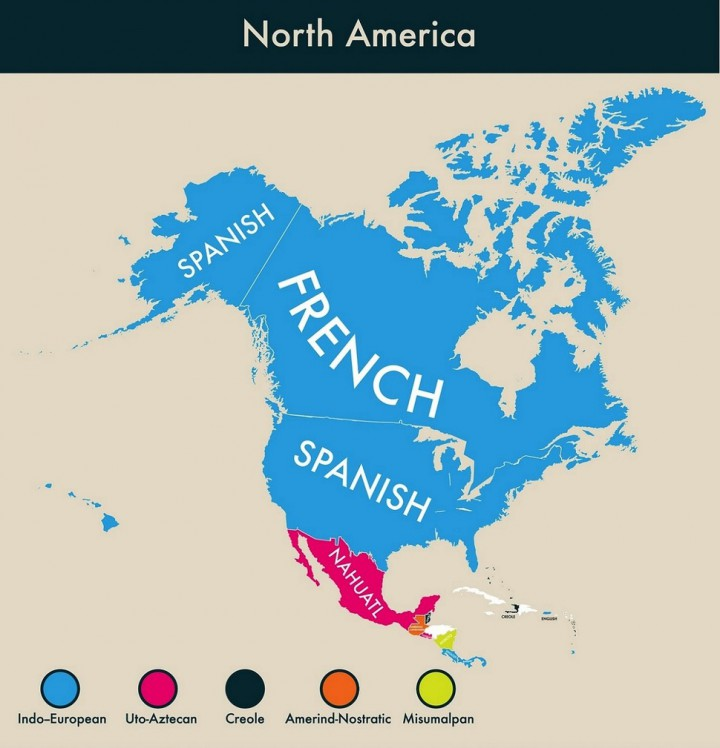 North America
SPANISH
FRENCH
SPANISH
NAHUATL
CREOLE
ENGLISH
Indo–European
Uto-Aztecan
Creole
Amerind-Nostratic
Misumalpan